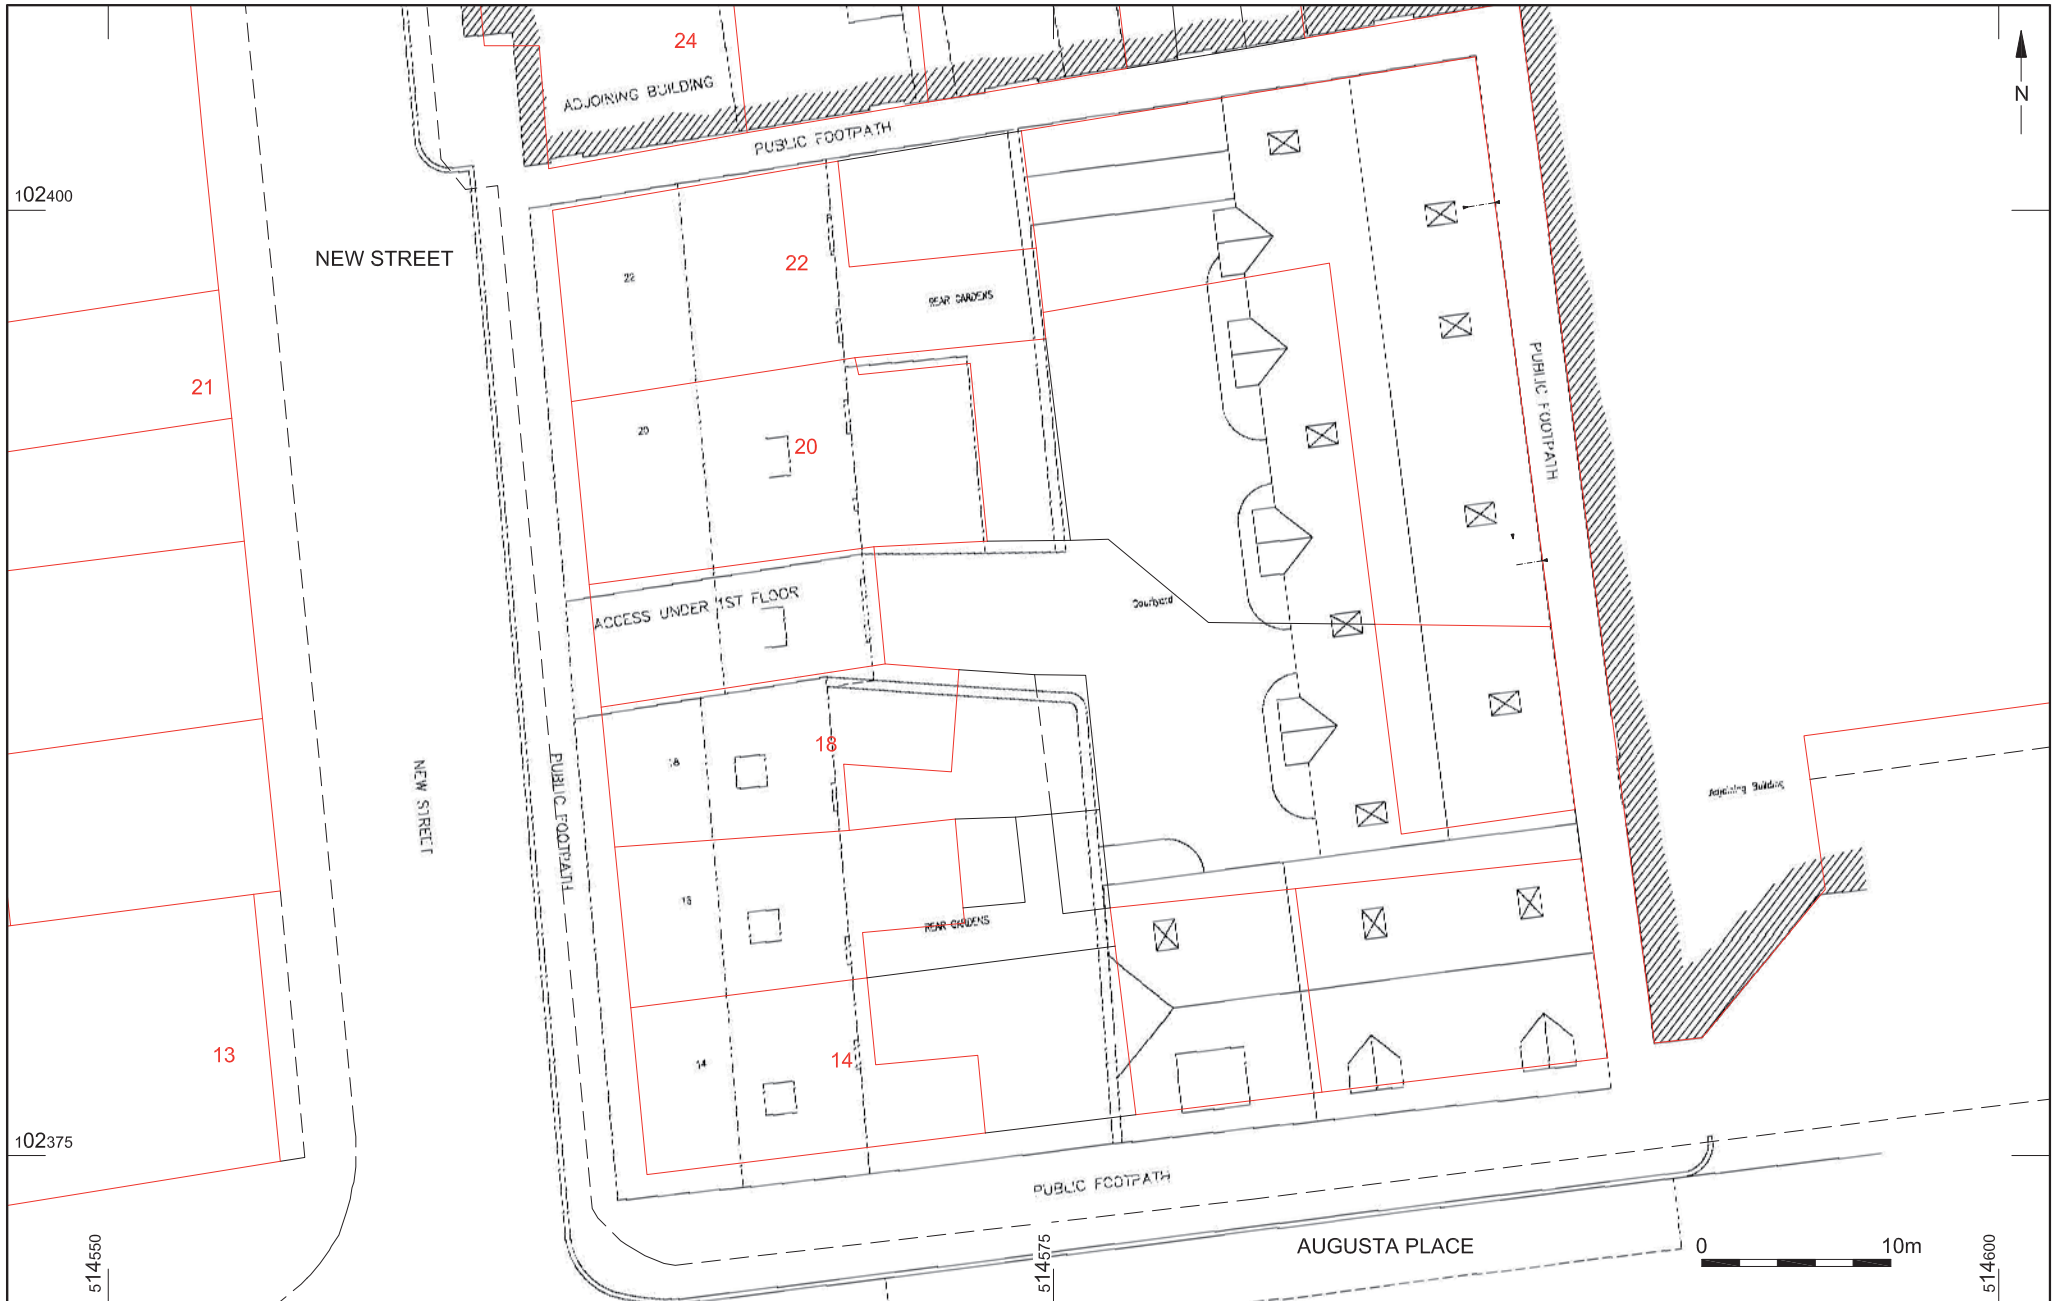 24
ADJOINING BUILDING
PUBLIC FOOTPATH
N
102400
NEW STREET
22
22
REAR GARDENS
21
20
20
PUBLIC FOOTPATH
ACCESS UNDER 1ST FLOOR
Courtyard
18
18
NEW STREET
PUBLIC FOOTPATH
Adjoining Building
REAR GARDENS
13
14
14
102375
PUBLIC FOOTPATH
AUGUSTA PLACE
0 10m
514550
514575
514600